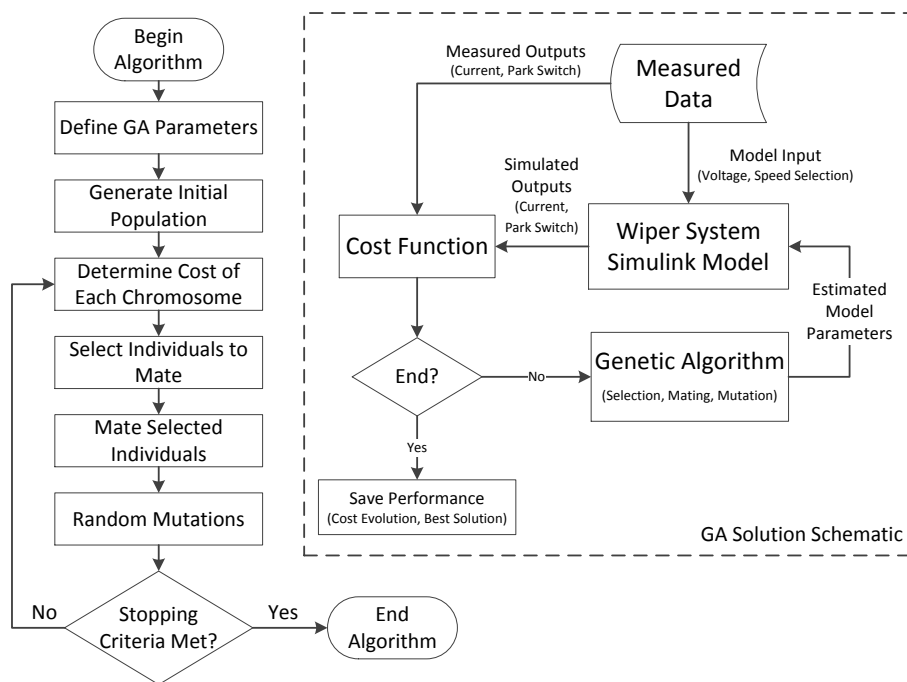 Begin
Algorithm
Define GA Parameters
Generate Initial
Population
Determine Cost of
Each Chromosome
Select Individuals to
Mate
Mate Selected
Individuals
Random Mutations
Stopping
Criteria Met?
No
Yes
End
Algorithm
Measured Outputs
(Current, Park Switch)
Measured
Data
Model Input
(Voltage, Speed Selection)
Simulated
Outputs
(Current,
Park Switch)
Cost Function
Wiper System
Simulink Model
Estimated
Model
Parameters
End?
No
Genetic Algorithm
(Selection, Mating, Mutation)
Yes
Save Performance
(Cost Evolution, Best Solution)
GA Solution Schematic